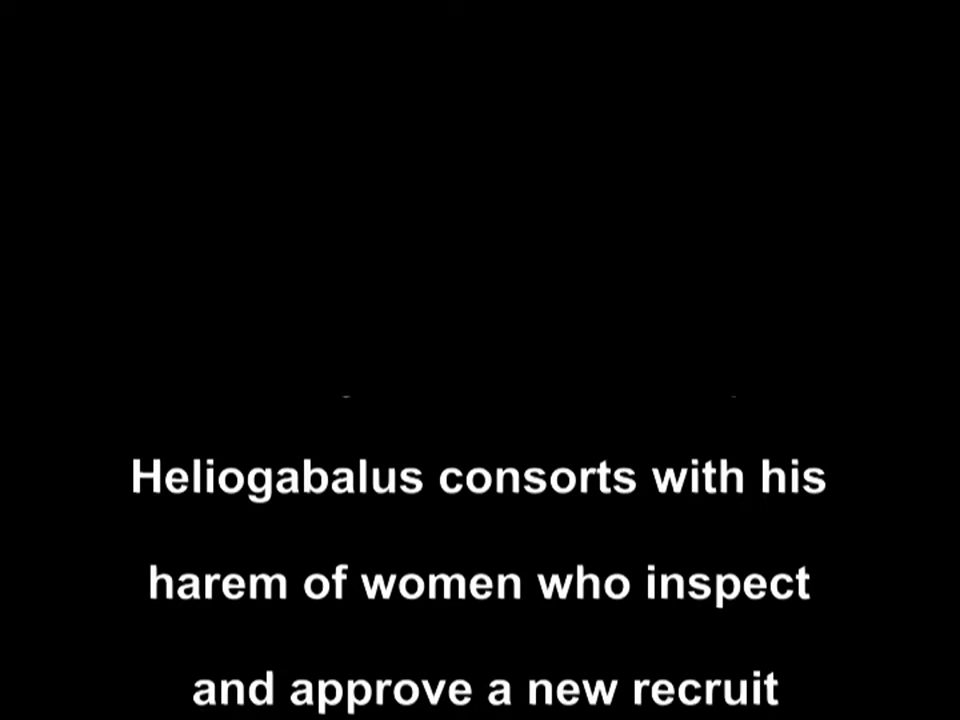 Heliogabalus consorts with his
harem of women who inspect
and approve a new recruit